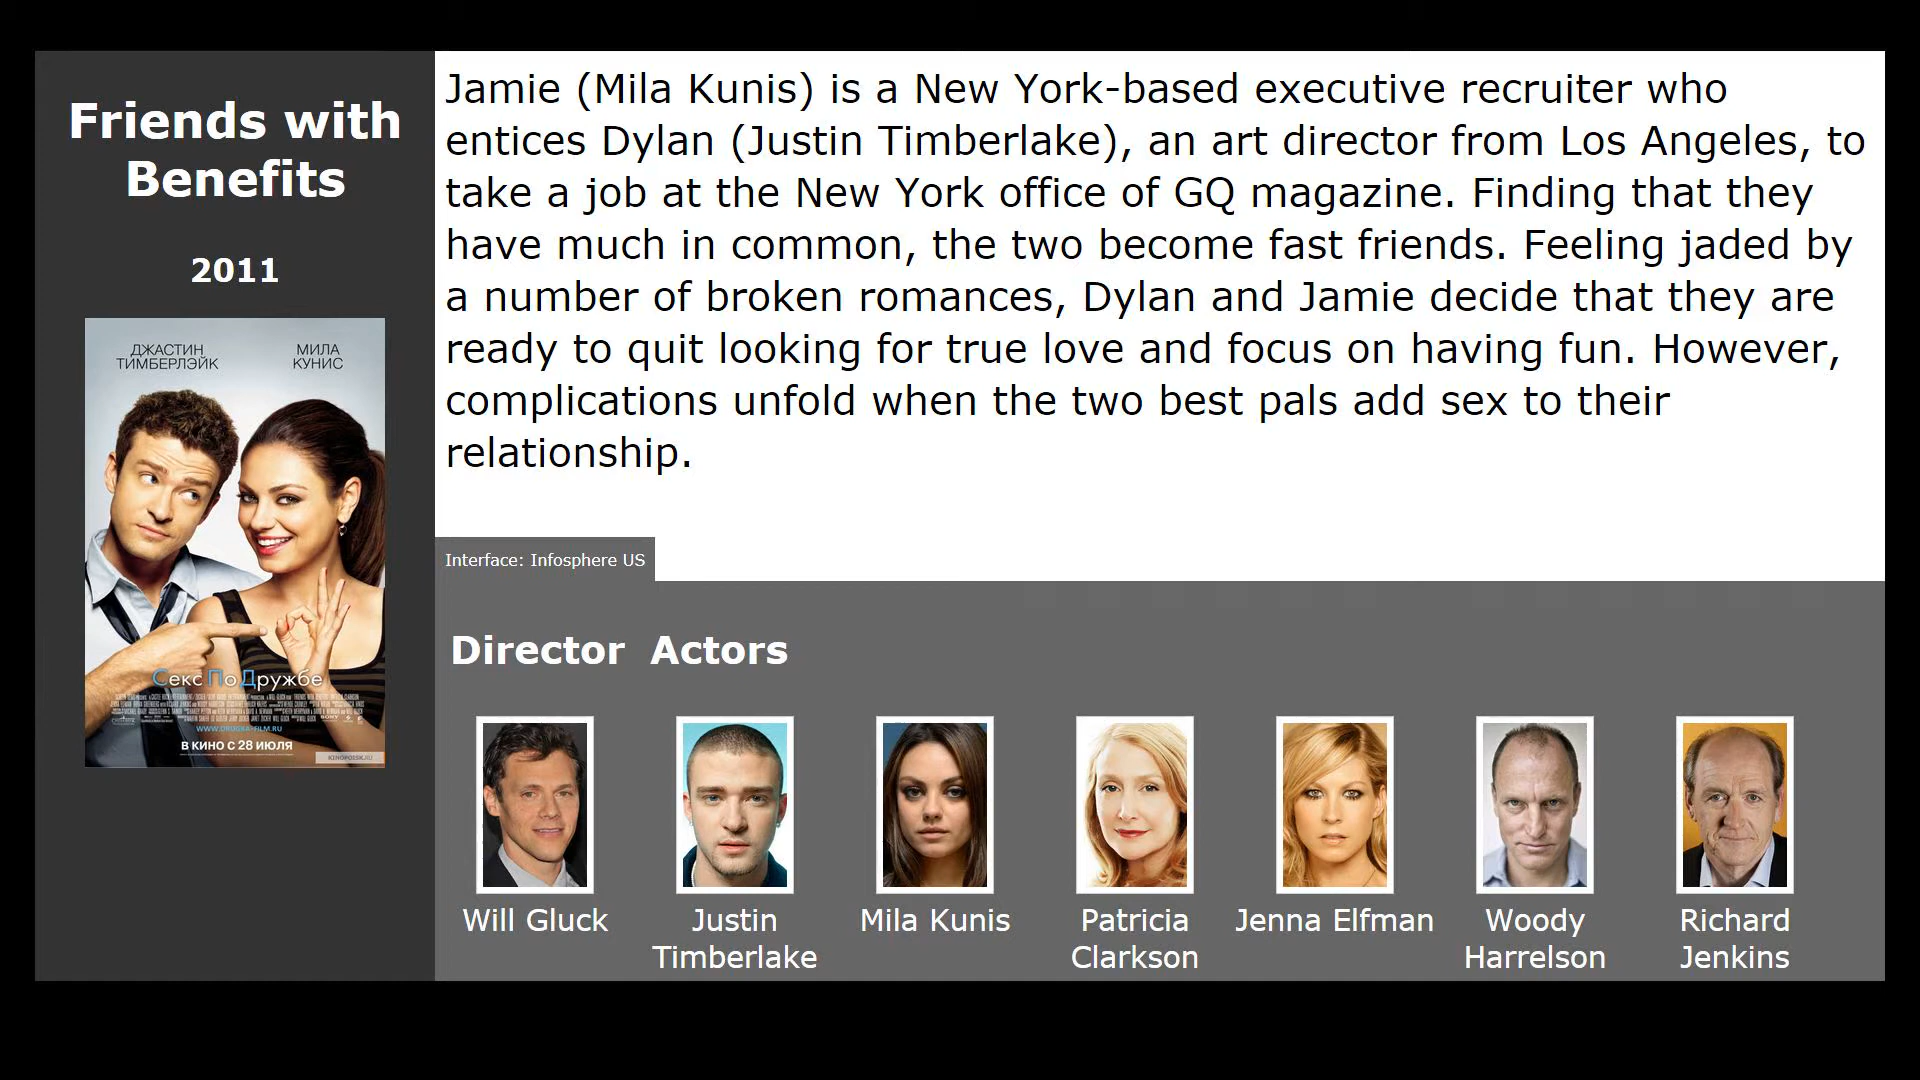 Friends with
Benefits
2011
ДЖАСТИН
ТИМБЕРЛЭЙК
МИЛА
КУНИС
Секс По Дружбе
В КИНО С 28 ИЮЛЯ
KINOPOISK.RU
Jamie (Mila Kunis) is a New York-based executive recruiter who
entices Dylan (Justin Timberlake), an art director from Los Angeles, to
take a job at the New York office of GQ magazine. Finding that they
have much in common, the two become fast friends. Feeling jaded by
a number of broken romances, Dylan and Jamie decide that they are
ready to quit looking for true love and focus on having fun. However,
complications unfold when the two best pals add sex to their
relationship.
Interface: Infosphere US
Director Actors
Will Gluck
Justin
Timberlake
Mila Kunis
Patricia
Clarkson
Jenna Elfman
Woody
Harrelson
Richard
Jenkins